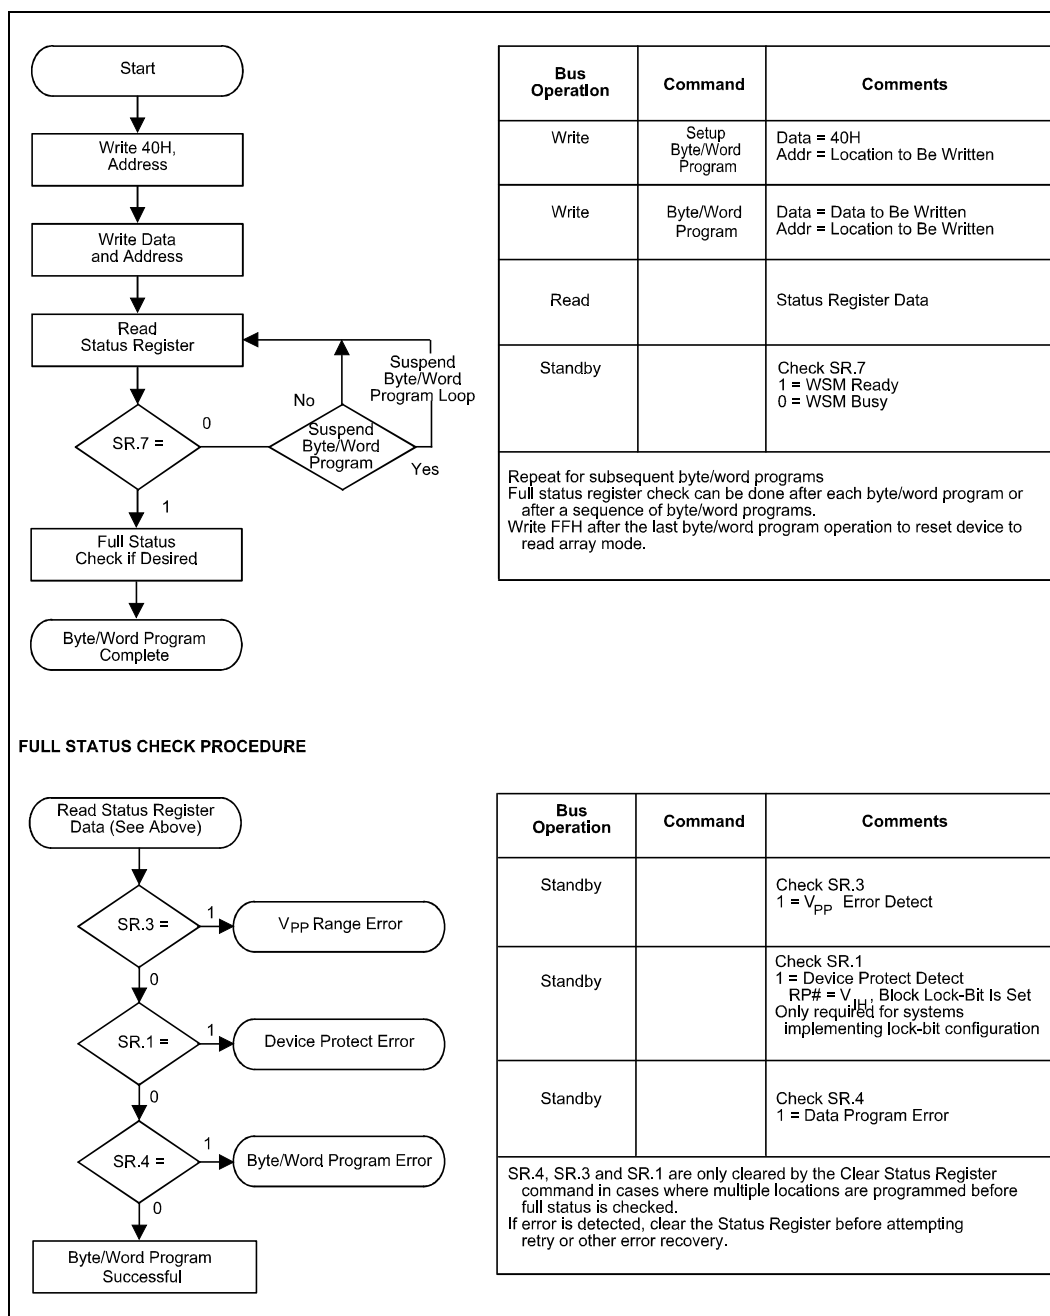 Start
Write 40H,
Address
Write Data
and Address
Read
Status Register
Suspend
Byte/Word
Program Loop
No
0
SR.7 =
Suspend
Byte/Word
Program
Yes
1
Full Status
Check if Desired
Byte/Word Program
Complete
Bus
Operation
Command
Comments
Write
Setup
Byte/Word
Program
Data = 40H
Addr = Location to Be Written
Write
Byte/Word
Program
Data = Data to Be Written
Addr = Location to Be Written
Read
Status Register Data
Standby
Check SR.7
1 = WSM Ready
0 = WSM Busy
Repeat for subsequent byte/word programs
Full status register check can be done after each byte/word program or
after a sequence of byte/word programs.
Write FFH after the last byte/word program operation to reset device to
read array mode.
FULL STATUS CHECK PROCEDURE
Read Status Register
Data (See Above)
SR.3 =
1
VPP Range Error
0
SR.1 =
1
Device Protect Error
0
SR.4 =
1
Byte/Word Program Error
0
Byte/Word Program
Successful
Bus
Operation
Command
Comments
Standby
Check SR.3
1 = VPP Error Detect
Standby
Check SR.1
1 = Device Protect Detect
RP# = VIH, Block Lock-Bit Is Set
Only required for systems
implementing lock-bit configuration
Standby
Check SR.4
1 = Data Program Error
SR.4, SR.3 and SR.1 are only cleared by the Clear Status Register
command in cases where multiple locations are programmed before
full status is checked.
If error is detected, clear the Status Register before attempting
retry or other error recovery.